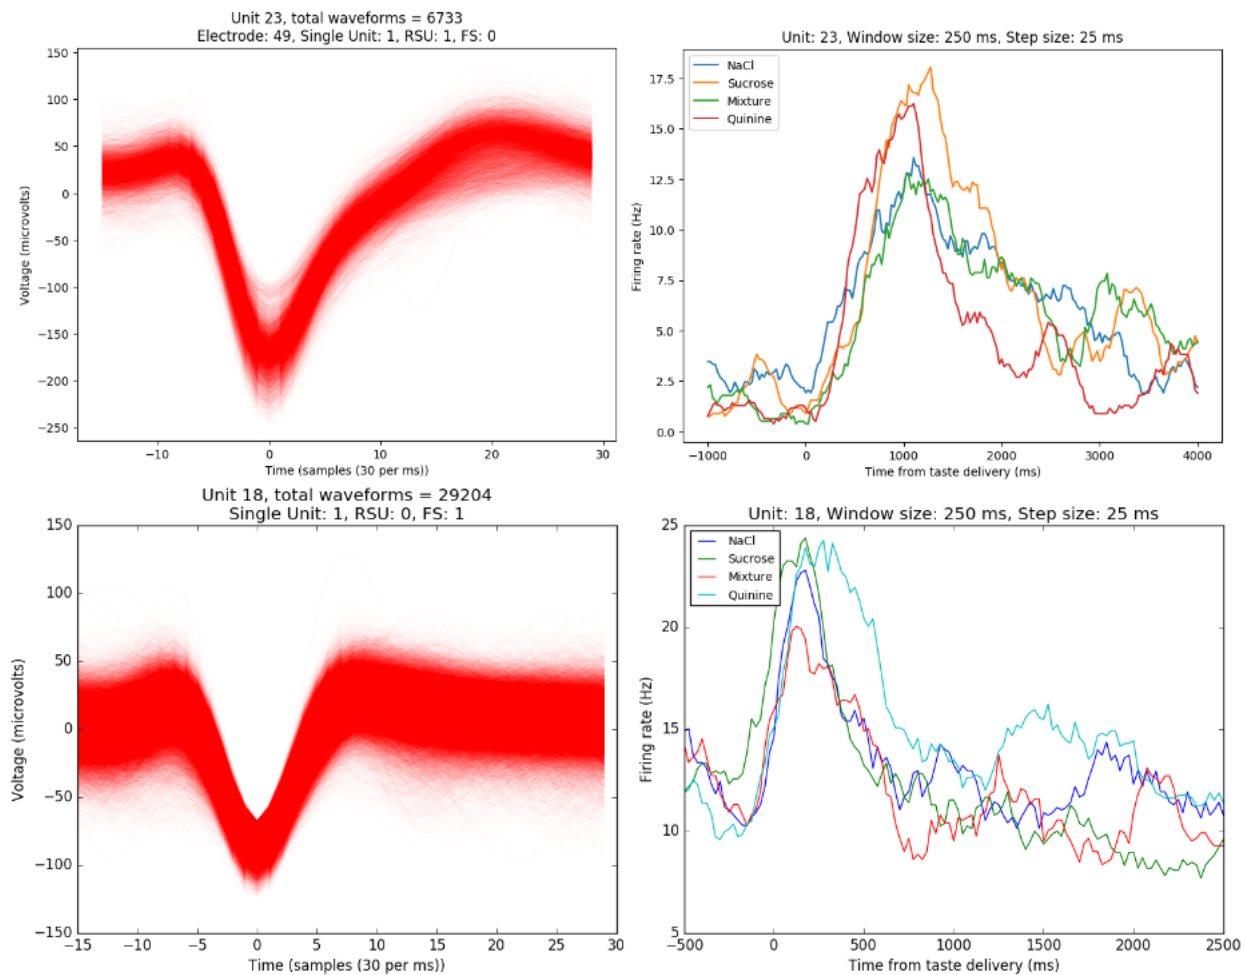 Unit 23, total waveforms = 6733
Electrode: 49, Single Unit: 1, RSU: 1, FS: 0
150
100
50
0
−50
−100
−150
−200
−250
Voltage (microvolts)
−10
0
10
20
30
Time (samples (30 per ms))
Unit: 23, Window size: 250 ms, Step size: 25 ms
NaCl
Sucrose
Mixture
Quinine
17.5
15.0
12.5
10.0
7.5
5.0
2.5
0.0
Firing rate (Hz)
−1000
0
1000
2000
3000
4000
Time from taste delivery (ms)
Unit 18, total waveforms = 29204
Single Unit: 1, RSU: 0, FS: 1
150
100
50
0
−50
−100
−150
Voltage (microvolts)
−15
−10
−5
0
5
10
15
20
25
30
Time (samples (30 per ms))
Unit: 18, Window size: 250 ms, Step size: 25 ms
NaCl
Sucrose
Mixture
Quinine
25
20
15
10
5
Firing rate (Hz)
−500
0
500
1000
1500
2000
2500
Time from taste delivery (ms)